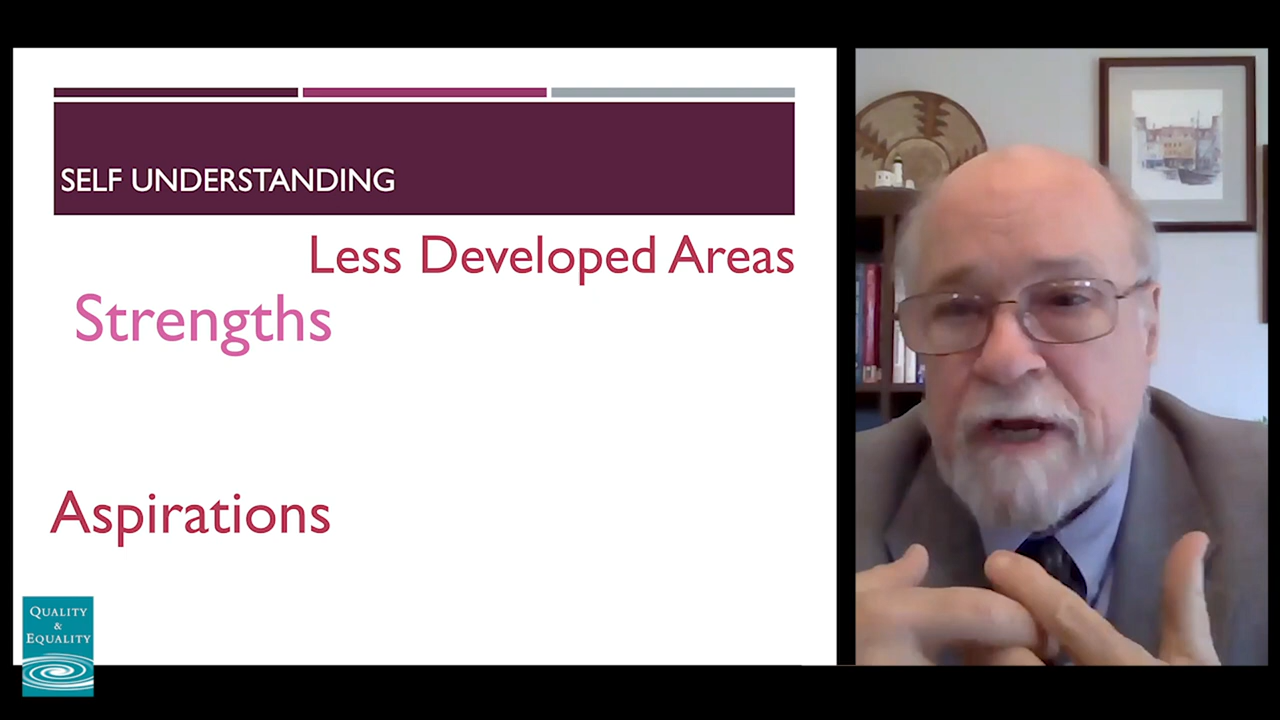 SELF UNDERSTANDING
Less Developed Areas
Strengths
Aspirations
QUALITY
&
EQUALITY